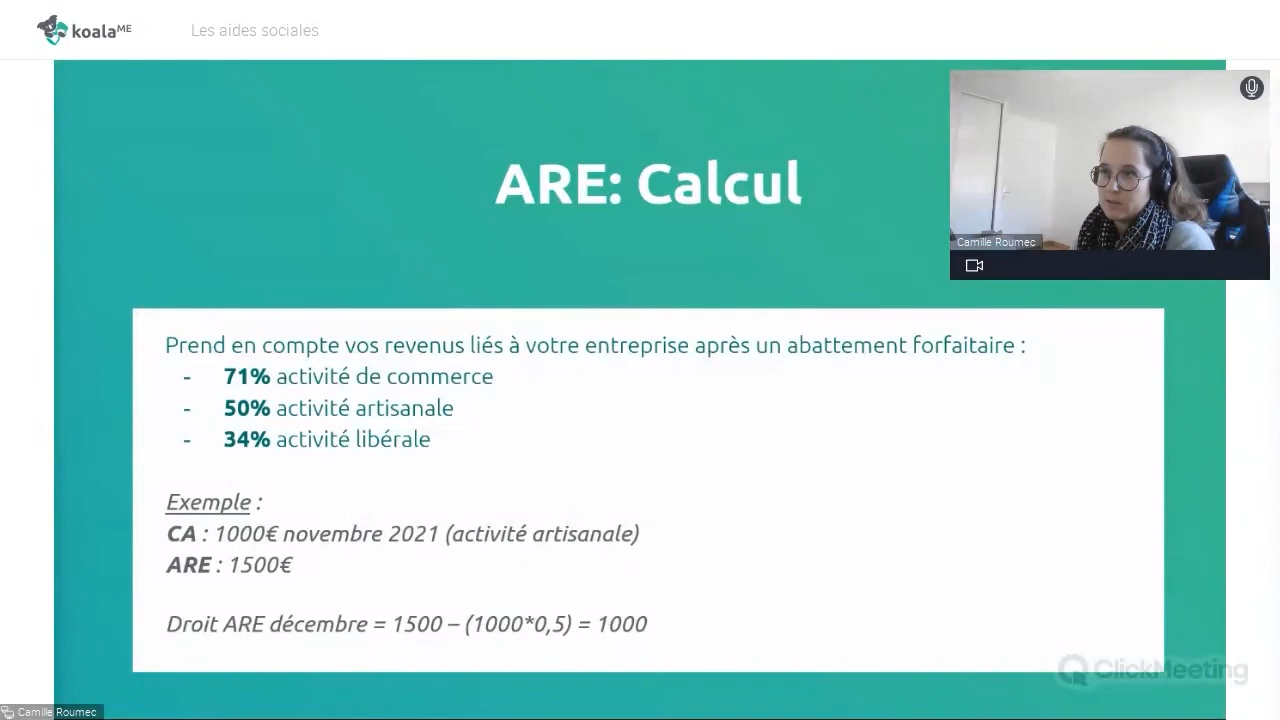 koalaME
Les aides sociales
ARE: Calcul
Camille Roumec
Prend en compte vos revenus liés à votre entreprise après un abattement forfaitaire :
- 71% activité de commerce
- 50% activité artisanale
- 34% activité libérale
Exemple :
CA : 1000€ novembre 2021 (activité artisanale)
ARE : 1500€
Droit ARE décembre = 1500 – (1000*0,5) = 1000
ClickMeeting
Camille Roumec